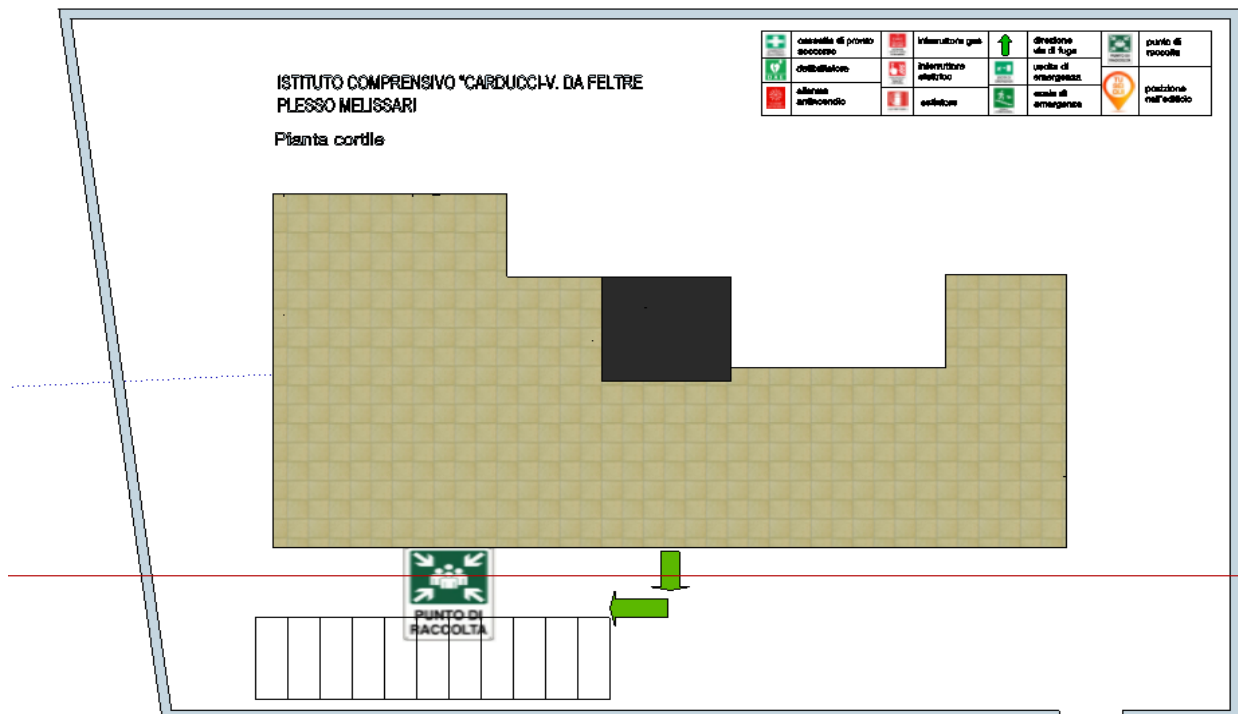 ISTITUTO COMPRENSIVO "CARDUCCI-V. DA FELTRE
PLESSO MELISSARI
Pianta cortile
cassetta di pronto
soccorso
interruttore gas
direzione
via di fuga
punto di
raccolta
defibrillatore
interruttore
elettrico
uscita di
emergenza
allarme
antincendio
estintore
scala di
emergenza
posizione
nell'edificio
PUNTO DI
RACCOLTA